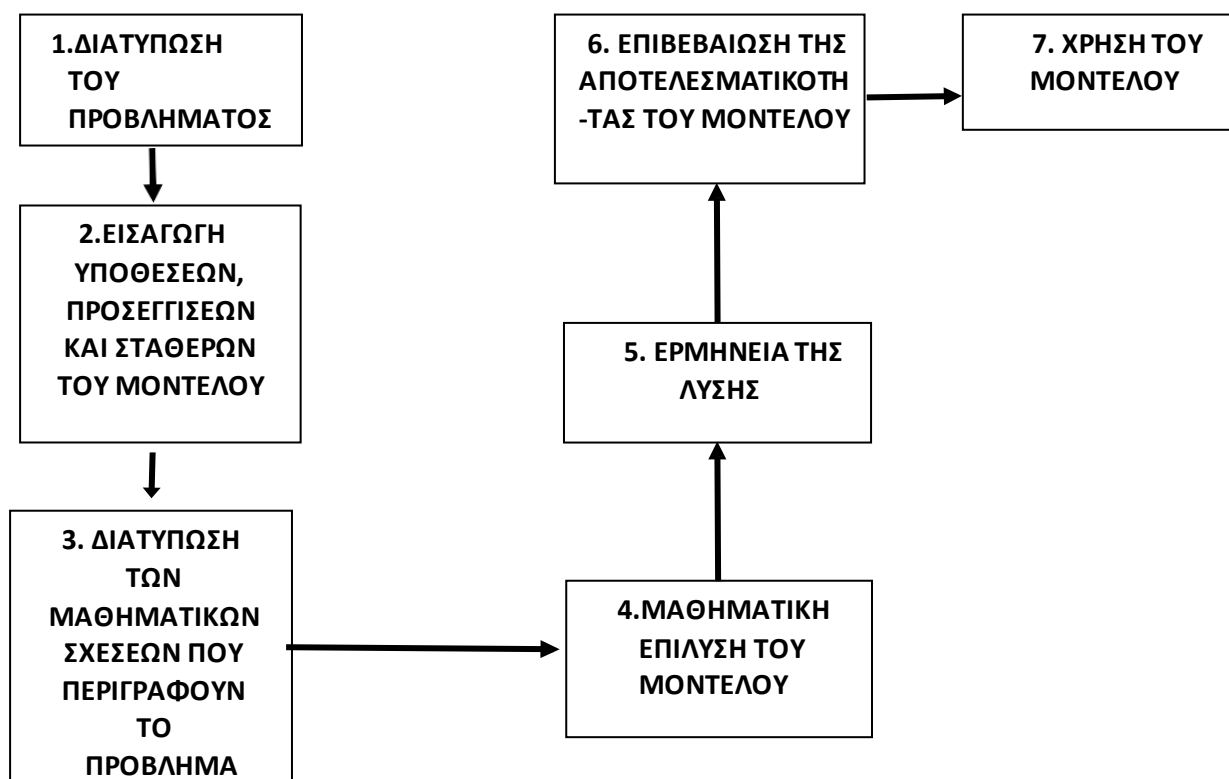 1.ΔΙΑΤΥΠΩΣΗ
ΤΟΥ
ΠΡΟΒΛΗΜΑΤΟΣ
2.ΕΙΣΑΓΩΓΗ
ΥΠΟΘΕΣΕΩΝ,
ΠΡΟΣΕΓΓΙΣΕΩΝ
ΚΑΙ ΣΤΑΘΕΡΩΝ
ΤΟΥ ΜΟΝΤΕΛΟΥ
3. ΔΙΑΤΥΠΩΣΗ
ΤΩΝ
ΜΑΘΗΜΑΤΙΚΩΝ
ΣΧΕΣΕΩΝ ΠΟΥ
ΠΕΡΙΓΡΑΦΟΥΝ
ΤΟ
ΠΡΟΒΛΗΜΑ
4.ΜΑΘΗΜΑΤΙΚΗ
ΕΠΙΛΥΣΗ ΤΟΥ
ΜΟΝΤΕΛΟΥ
5. ΕΡΜΗΝΕΙΑ ΤΗΣ
ΛΥΣΗΣ
6. ΕΠΙΒΕΒΑΙΩΣΗ ΤΗΣ
ΑΠΟΤΕΛΕΣΜΑΤΙΚΟΤΗ
-ΤΑΣ ΤΟΥ ΜΟΝΤΕΛΟΥ
7. ΧΡΗΣΗ ΤΟΥ
ΜΟΝΤΕΛΟΥ